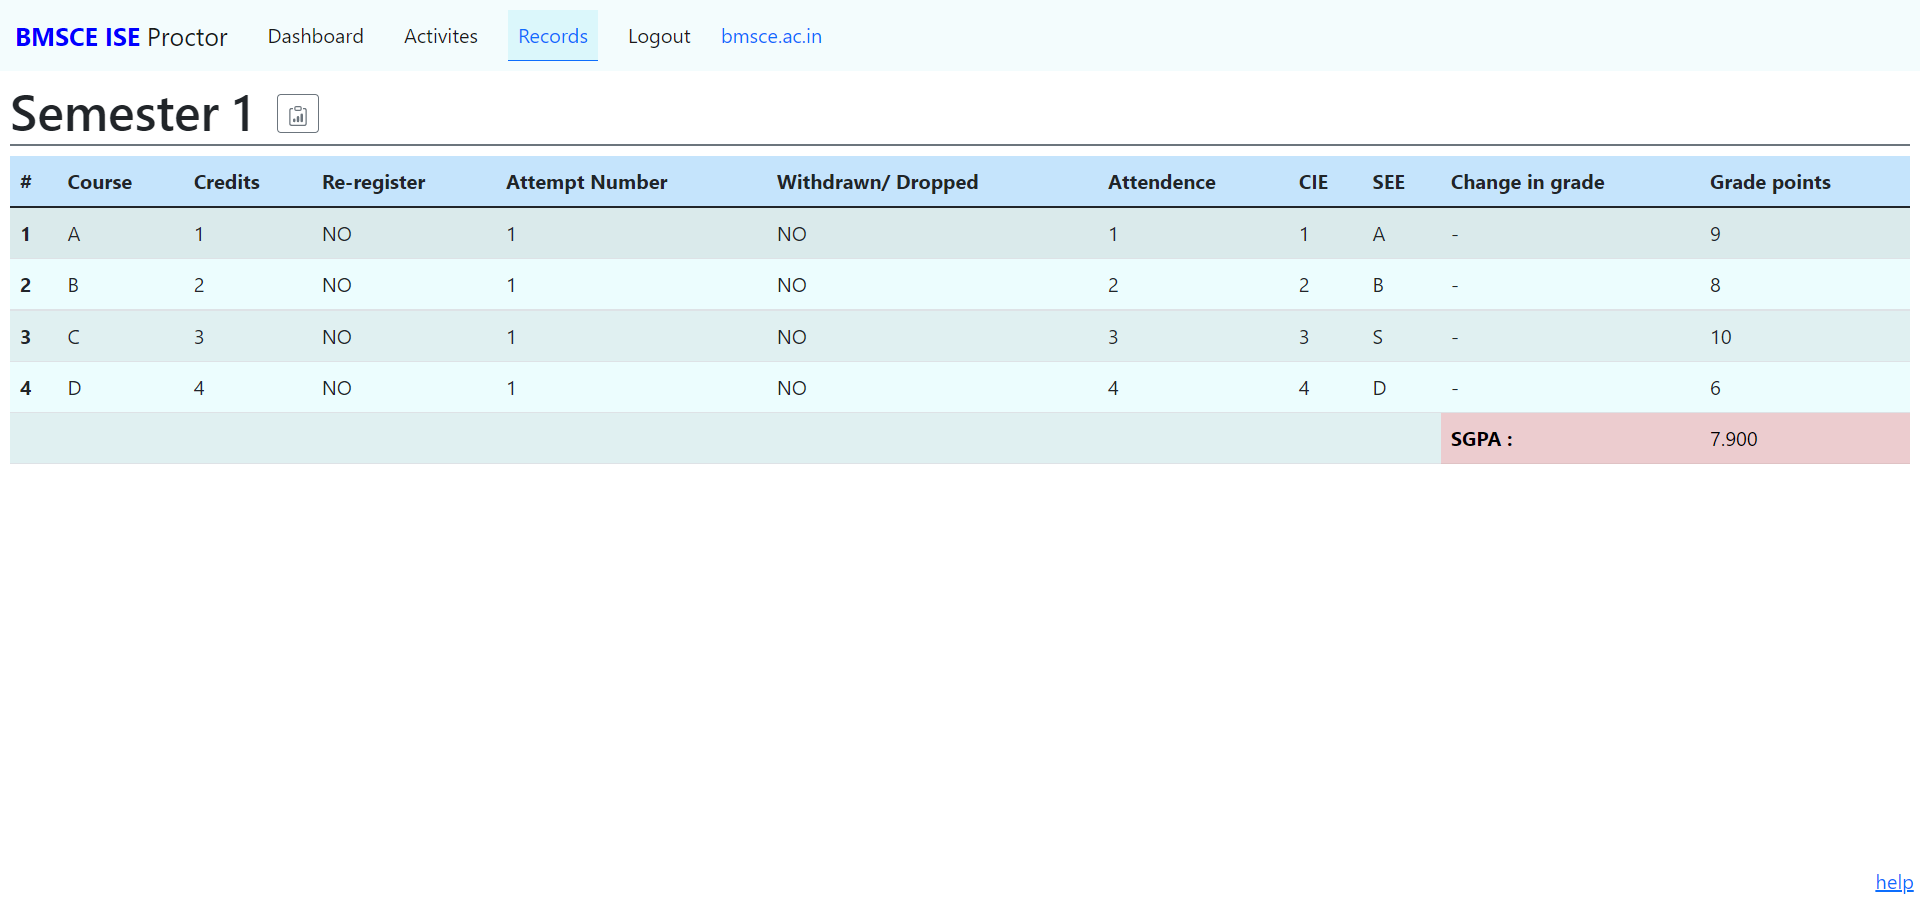 BMSCE ISE Proctor Dashboard Activites Records Logout bmsce.ac.in
Semester 1
# Course Credits Re-register Attempt Number Withdrawn/ Dropped Attendence CIE SEE Change in grade Grade points
1 A 1 NO 1 NO 1 1 A - 9
2 B 2 NO 1 NO 2 2 B - 8
3 C 3 NO 1 NO 3 3 S - 10
4 D 4 NO 1 NO 4 4 D - 6
SGPA : 7.900
help